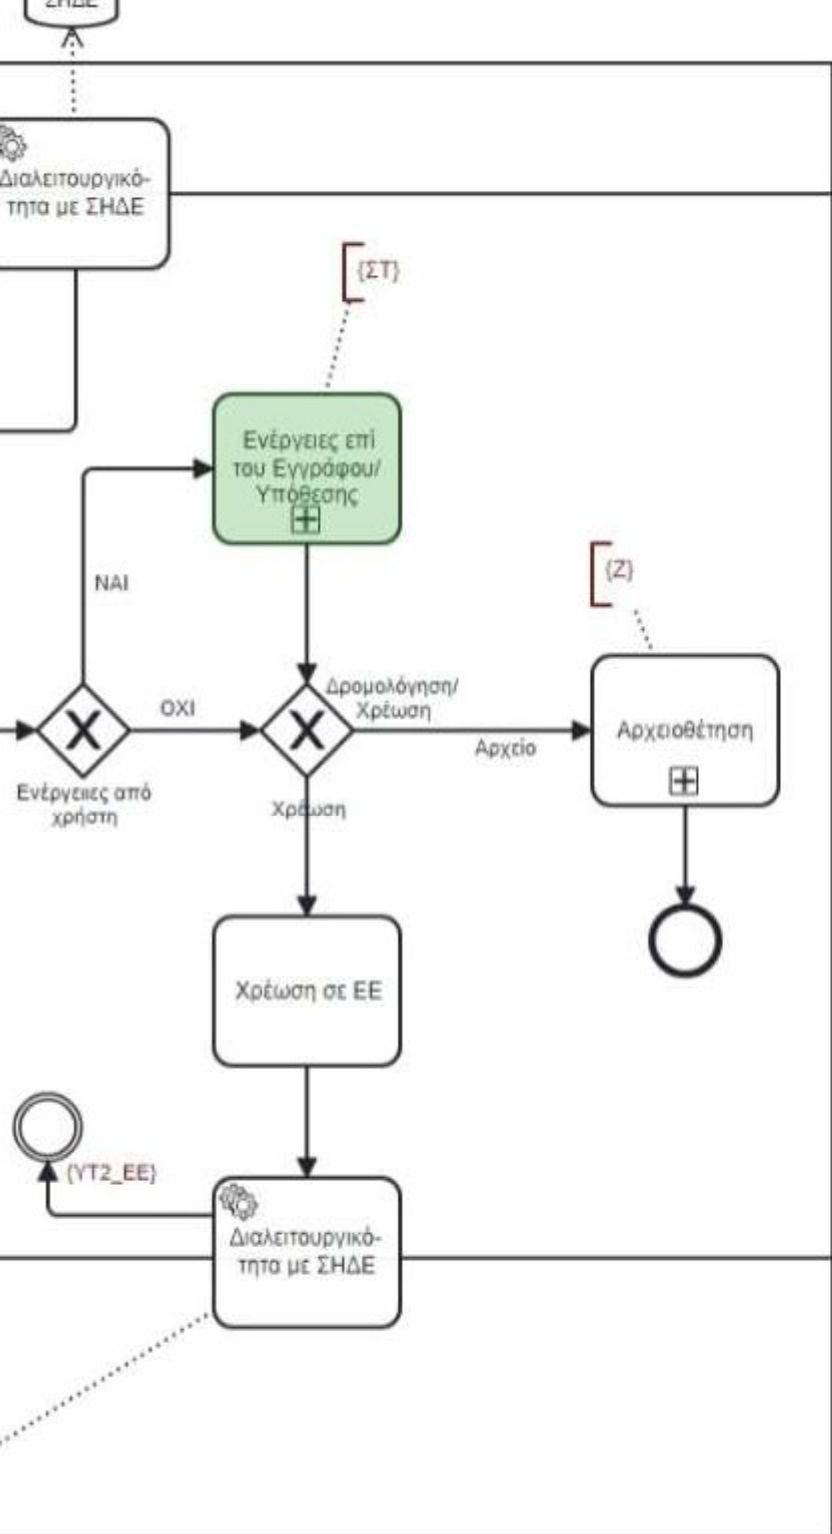 ΣΗΔΕ
Διαλειτουργικό-
τητα με ΣΗΔΕ
{ΣΤ}
Ενέργειες επί
του Εγγράφου/
Υπόθεσης
ΝΑΙ
{Ζ}
Δρομολόγηση/
Χρέωση
ΟΧΙ
Αρχείο
Αρχειοθέτηση
Ενέργειες από
χρήστη
Χρέωση
Χρέωση σε ΕΕ
{ΥΤ2_ΕΕ}
Διαλειτουργικό-
τητα με ΣΗΔΕ